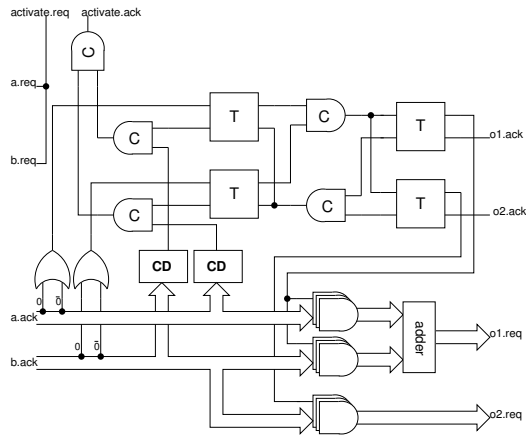 activate.req activate.ack
C
a.req
T
C
C
T
o1.ack
b.req
T
C
C
T
o2.ack
CD
CD
0 0̄
a.ack
adder
o1.req
0 0̄
b.ack
o2.req